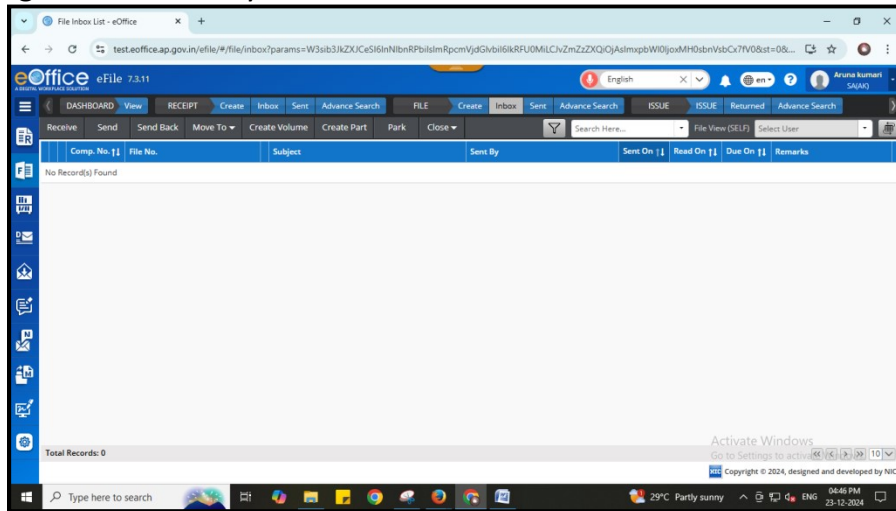 File Inbox List - eOffice
test.eoffice.ap.gov.in/efile/#/file/inbox?params=
eOffice eFile 7.3.11
A DIGITAL WORKPLACE SOLUTION
English
en
Aruna kumari
SA(AK)
DASHBOARD View RECEIPT Create Inbox Sent Advance Search FILE Create Inbox Sent Advance Search ISSUE ISSUE Returned Advance Search
Receive Send Send Back Move To Create Volume Create Part Park Close Search Here... File View (SELF) Select User
Comp. No. File No. Subject Sent By Sent On Read On Due On Remarks
No Record(s) Found
Activate Windows
Total Records: 0
Go to Settings to activa
10
NIC Copyright © 2024, designed and developed by NIC
Type here to search
29°C Partly sunny
ENG
04:46 PM
23-12-2024